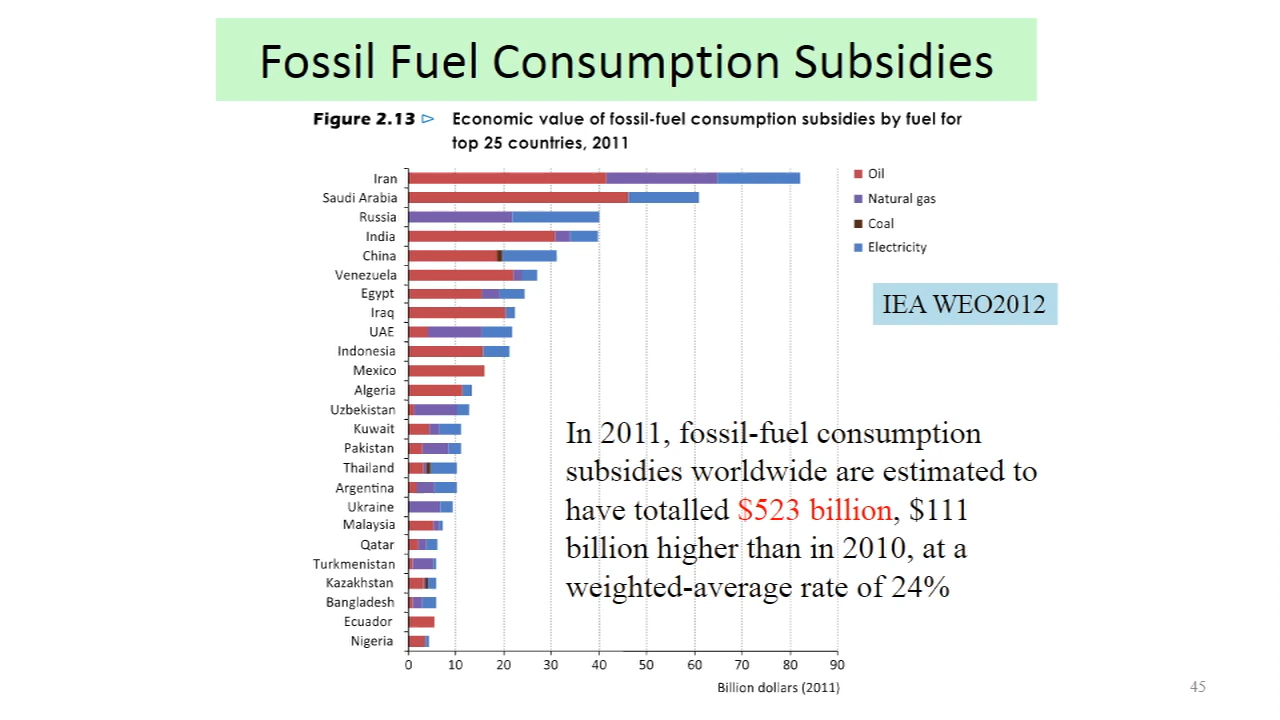 Fossil Fuel Consumption Subsidies
Figure 2.13 ▷ Economic value of fossil-fuel consumption subsidies by fuel for
top 25 countries, 2011
Iran
Saudi Arabia
Russia
India
China
Venezuela
Egypt
Iraq
UAE
Indonesia
Mexico
Algeria
Uzbekistan
Kuwait
Pakistan
Thailand
Argentina
Ukraine
Malaysia
Qatar
Turkmenistan
Kazakhstan
Bangladesh
Ecuador
Nigeria
0 10 20 30 40 50 60 70 80 90
Billion dollars (2011)
Oil
Natural gas
Coal
Electricity
IEA WEO2012
In 2011, fossil-fuel consumption
subsidies worldwide are estimated to
have totalled $523 billion, $111
billion higher than in 2010, at a
weighted-average rate of 24%
45